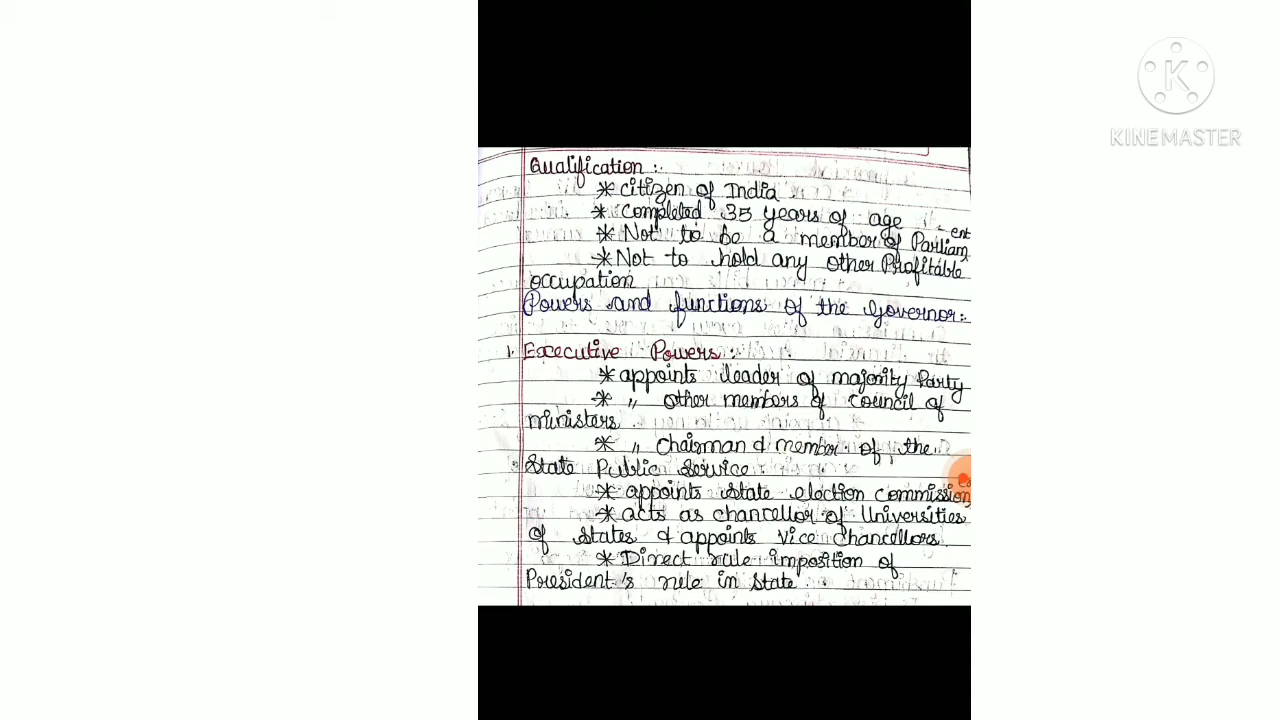 KINEMASTER
Qualification :-
* citizen of India
* completed 35 years of age
* Not to be a member of Parliament
* Not to hold any other Profitable
occupation
Powers and functions of the Governor:-
1. Executive Powers :-
* appoints leader of majority Party
* " other members of council of
ministers
* " chairman & member of the
State Public Service
* appoints state election commission
* acts as chancellor of Universities
of states & appoints vice chancellors
* Direct rule imposition of
President's rule in state